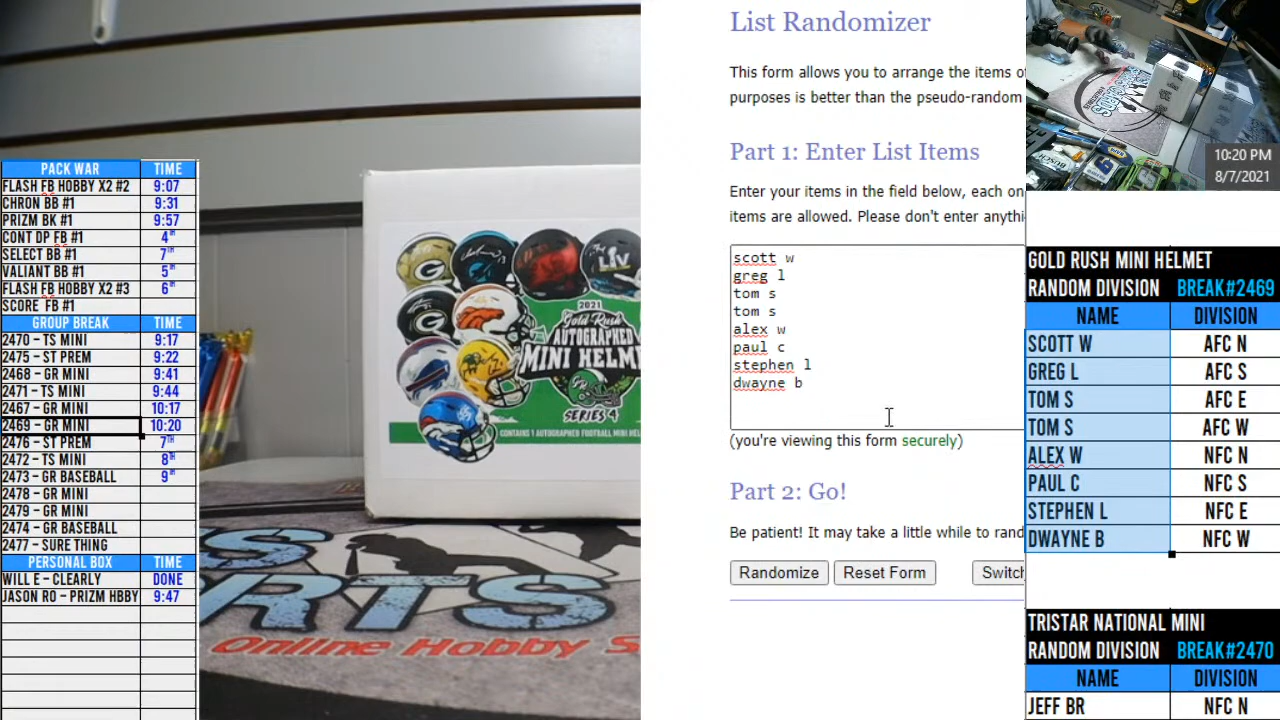 PACK WAR TIME
FLASH FB HOBBY X2 #2 9:07
CHRON BB #1 9:31
PRIZM BK #1 9:57
CONT DP FB #1 4TH
SELECT BB #1 7TH
VALIANT BB #1 5TH
FLASH FB HOBBY X2 #3 6TH
SCORE FB #1
GROUP BREAK TIME
2470 – TS MINI 9:17
2475 – ST PREM 9:22
2468 – GR MINI 9:41
2471 – TS MINI 9:44
2467 – GR MINI 10:17
2469 – GR MINI 10:20
2476 – ST PREM 7TH
2472 – TS MINI 8TH
2473 – GR BASEBALL 9TH
2478 – GR MINI
2479 – GR MINI
2474 – GR BASEBALL
2477 – SURE THING
PERSONAL BOX TIME
WILL E – CLEARLY DONE
JASON RO – PRIZM HBBY 9:47
2021
Gold Rush
AUTOGRAPHED
MINI HELM
SERIES 4
CONTAINS 1 AUTOGRAPHED FOOTBALL MINI HEL
RTS
Online Hobby S
List Randomizer
This form allows you to arrange the items o
purposes is better than the pseudo-random
Part 1: Enter List Items
Enter your items in the field below, each on
items are allowed. Please don't enter anythi
scott w
greg l
tom s
tom s
alex w
paul c
stephen l
dwayne b
(you're viewing this form securely)
Part 2: Go!
Be patient! It may take a little while to rand
Randomize Reset Form Switch
10:20 PM
8/7/2021
GOLD RUSH MINI HELMET
RANDOM DIVISION BREAK#2469
NAME DIVISION
SCOTT W AFC N
GREG L AFC S
TOM S AFC E
TOM S AFC W
ALEX W NFC N
PAUL C NFC S
STEPHEN L NFC E
DWAYNE B NFC W
TRISTAR NATIONAL MINI
RANDOM DIVISION BREAK#2470
NAME DIVISION
JEFF BR NFC N